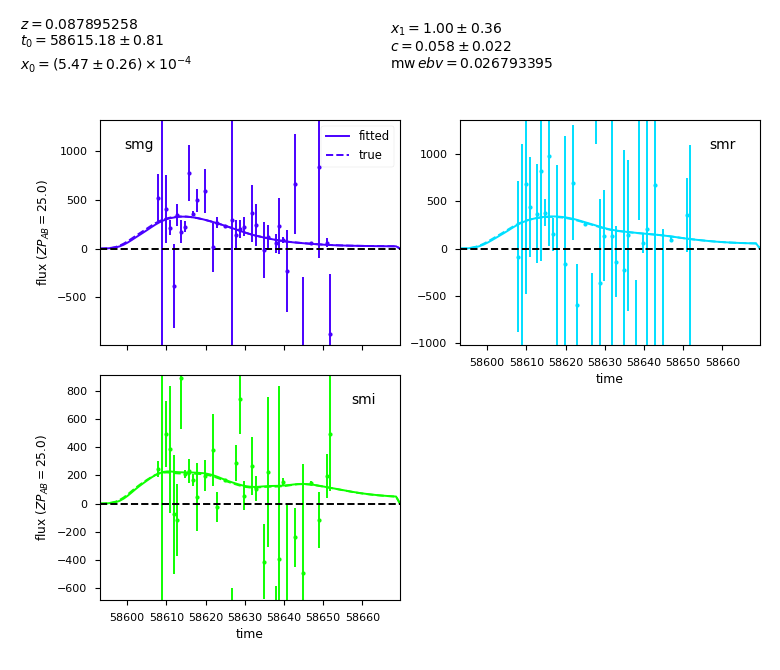 z = 0.087895258
t₀ = 58615.18 ± 0.81
x₀ = (5.47 ± 0.26) × 10⁻⁴
x₁ = 1.00 ± 0.36
c = 0.058 ± 0.022
mw ebv = 0.026793395
smg
fitted
true
1000
500
0
−500
flux (ZP_AB = 25.0)
smr
1000
500
0
−500
−1000
58600 58610 58620 58630 58640 58650 58660
time
smi
800
600
400
200
0
−200
−400
−600
flux (ZP_AB = 25.0)
58600 58610 58620 58630 58640 58650 58660
time